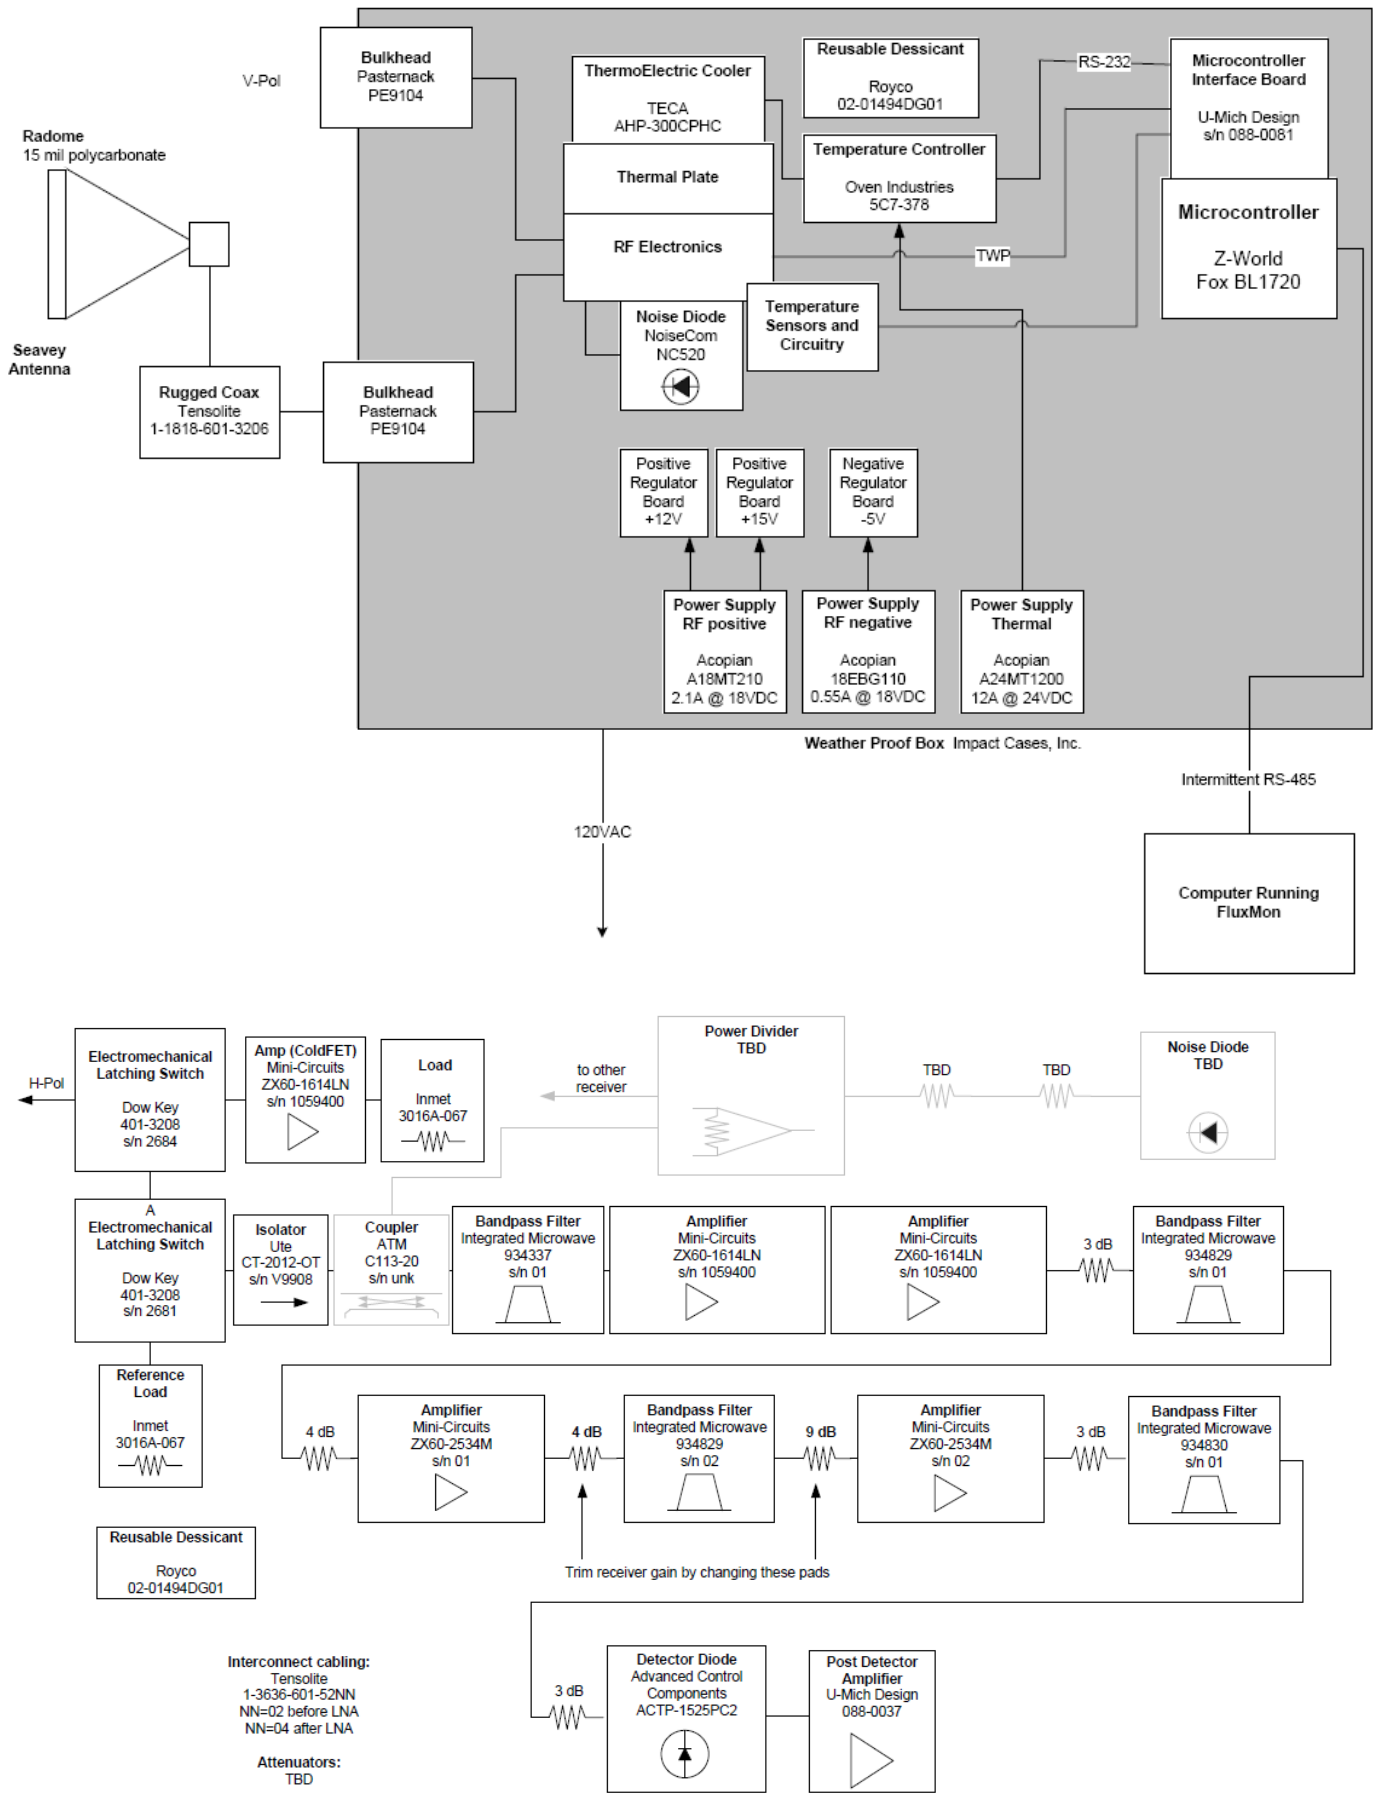 Bulkhead
Pasternack
PE9104
V-Pol
Radome
15 mil polycarbonate
Seavey
Antenna
Rugged Coax
Tensolite
1-1818-601-3206
Bulkhead
Pasternack
PE9104
ThermoElectric Cooler
TECA
AHP-300CPHC
Thermal Plate
RF Electronics
Noise Diode
NoiseCom
NC520
Temperature
Sensors and
Circuitry
Reusable Dessicant
Royco
02-01494DG01
Temperature Controller
Oven Industries
5C7-378
RS-232
TWP
Microcontroller
Interface Board
U-Mich Design
s/n 088-0081
Microcontroller
Z-World
Fox BL1720
Positive
Regulator
Board
+12V
Positive
Regulator
Board
+15V
Negative
Regulator
Board
-5V
Power Supply
RF positive
Acopian
A18MT210
2.1A @ 18VDC
Power Supply
RF negative
Acopian
18EBG110
0.55A @ 18VDC
Power Supply
Thermal
Acopian
A24MT1200
12A @ 24VDC
Weather Proof Box Impact Cases, Inc.
Intermittent RS-485
120VAC
Computer Running
FluxMon
H-Pol
Electromechanical
Latching Switch
Dow Key
401-3208
s/n 2684
Amp (ColdFET)
Mini-Circuits
ZX60-1614LN
s/n 1059400
Load
Inmet
3016A-067
to other
receiver
Power Divider
TBD
TBD
TBD
Noise Diode
TBD
A
Electromechanical
Latching Switch
Dow Key
401-3208
s/n 2681
Isolator
Ute
CT-2012-OT
s/n V9908
Coupler
ATM
C113-20
s/n unk
Bandpass Filter
Integrated Microwave
934337
s/n 01
Amplifier
Mini-Circuits
ZX60-1614LN
s/n 1059400
Amplifier
Mini-Circuits
ZX60-1614LN
s/n 1059400
3 dB
Bandpass Filter
Integrated Microwave
934829
s/n 01
Reference
Load
Inmet
3016A-067
4 dB
Amplifier
Mini-Circuits
ZX60-2534M
s/n 01
4 dB
Bandpass Filter
Integrated Microwave
934829
s/n 02
9 dB
Amplifier
Mini-Circuits
ZX60-2534M
s/n 02
3 dB
Bandpass Filter
Integrated Microwave
934830
s/n 01
Reusable Dessicant
Royco
02-01494DG01
Trim receiver gain by changing these pads
Interconnect cabling:
Tensolite
1-3636-601-52NN
NN=02 before LNA
NN=04 after LNA
Attenuators:
TBD
3 dB
Detector Diode
Advanced Control
Components
ACTP-1525PC2
Post Detector
Amplifier
U-Mich Design
088-0037